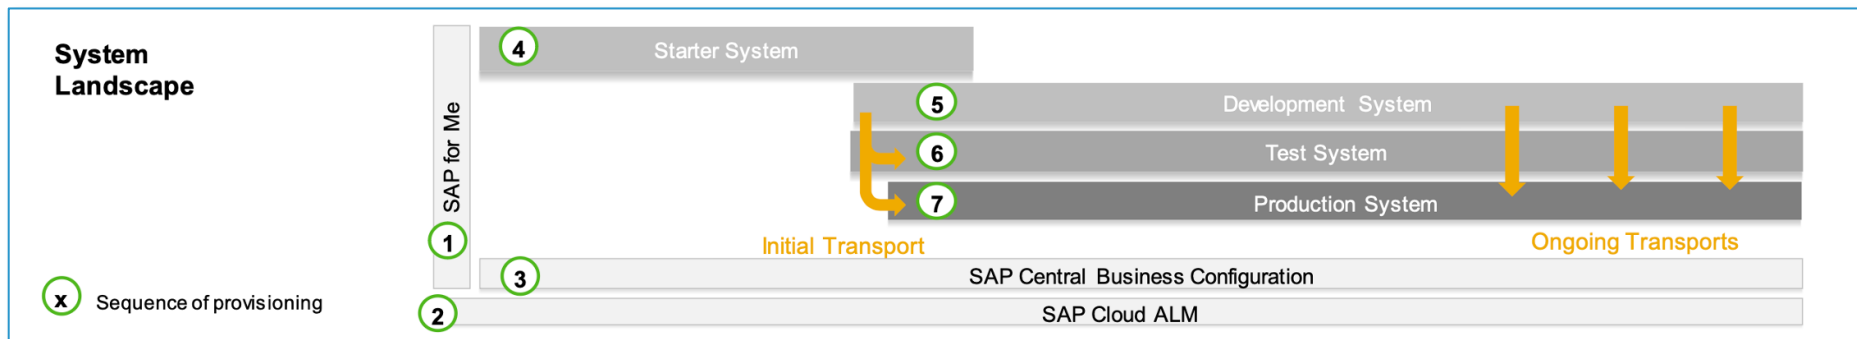 System
Landscape
SAP for Me
4
Starter System
5
Development System
6
Test System
7
Production System
1
Initial Transport
Ongoing Transports
3
SAP Central Business Configuration
x
Sequence of provisioning
2
SAP Cloud ALM